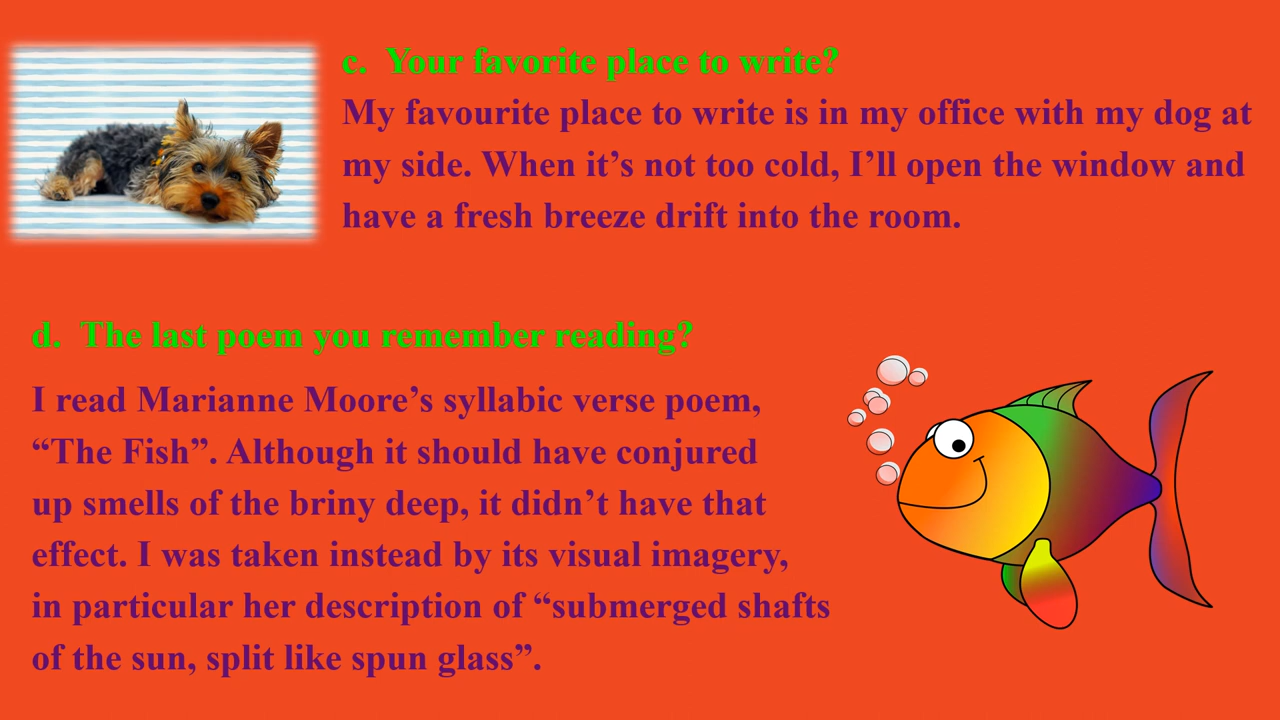 c. Your favorite place to write?
My favourite place to write is in my office with my dog at
my side. When it’s not too cold, I’ll open the window and
have a fresh breeze drift into the room.
d. The last poem you remember reading?
I read Marianne Moore’s syllabic verse poem,
“The Fish”. Although it should have conjured
up smells of the briny deep, it didn’t have that
effect. I was taken instead by its visual imagery,
in particular her description of “submerged shafts
of the sun, split like spun glass”.